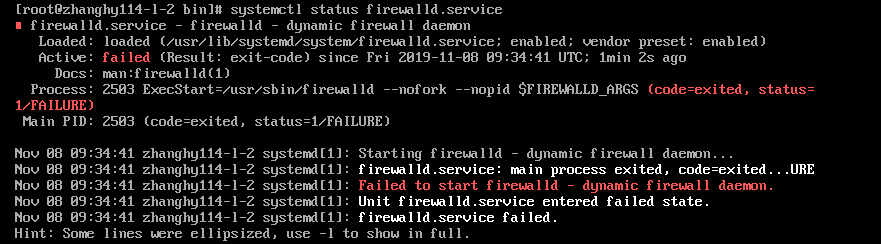 [root@zhanghy114-l-2 bin]# systemctl status firewalld.service
firewalld.service - firewalld - dynamic firewall daemon
Loaded: loaded (/usr/lib/systemd/system/firewalld.service; enabled; vendor preset: enabled)
Active: failed (Result: exit-code) since Fri 2019-11-08 09:34:41 UTC; 1min 2s ago
Docs: man:firewalld(1)
Process: 2503 ExecStart=/usr/sbin/firewalld --nofork --nopid $FIREWALLD_ARGS (code=exited, status=
1/FAILURE)
Main PID: 2503 (code=exited, status=1/FAILURE)
Nov 08 09:34:41 zhanghy114-l-2 systemd[1]: Starting firewalld - dynamic firewall daemon...
Nov 08 09:34:41 zhanghy114-l-2 systemd[1]: firewalld.service: main process exited, code=exited...URE
Nov 08 09:34:41 zhanghy114-l-2 systemd[1]: Failed to start firewalld - dynamic firewall daemon.
Nov 08 09:34:41 zhanghy114-l-2 systemd[1]: Unit firewalld.service entered failed state.
Nov 08 09:34:41 zhanghy114-l-2 systemd[1]: firewalld.service failed.
Hint: Some lines were ellipsized, use -l to show in full.